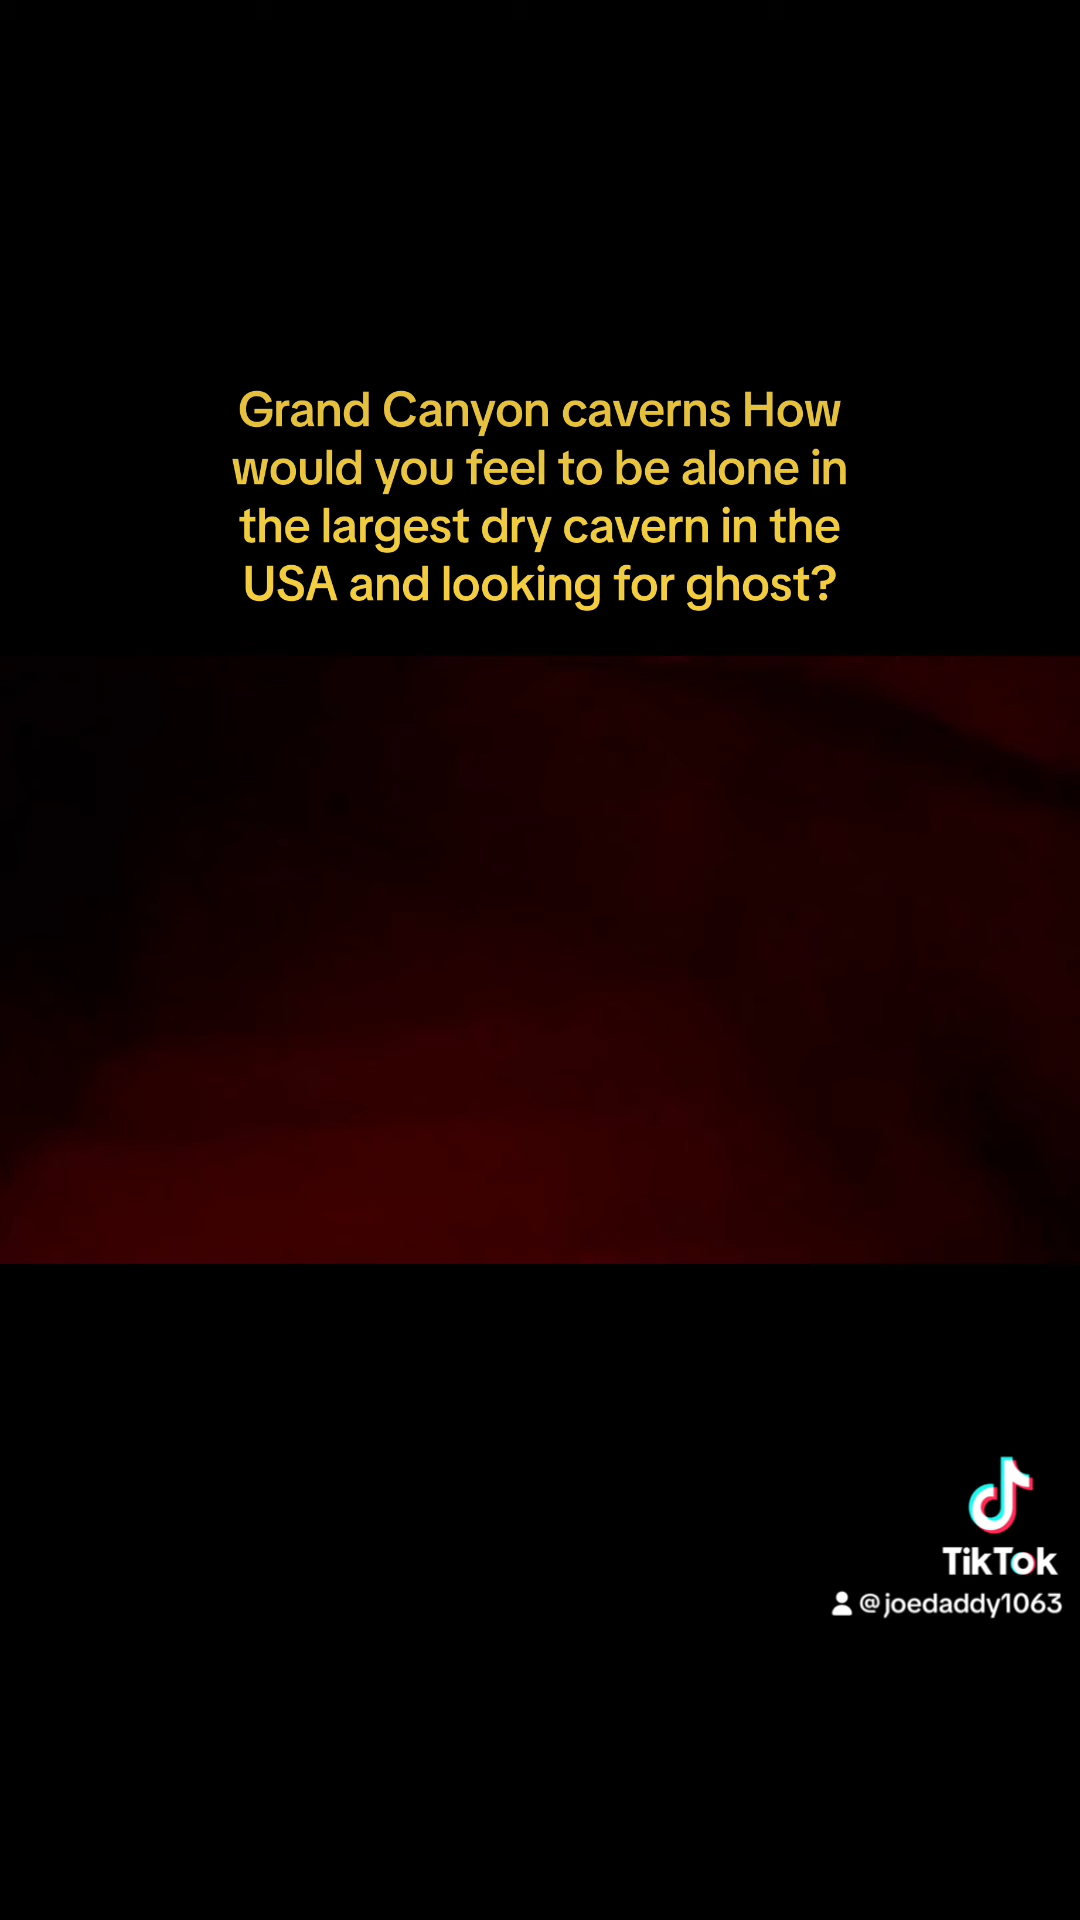 Grand Canyon caverns How
would you feel to be alone in
the largest dry cavern in the
USA and looking for ghost?
TikTok
@joedaddy1063